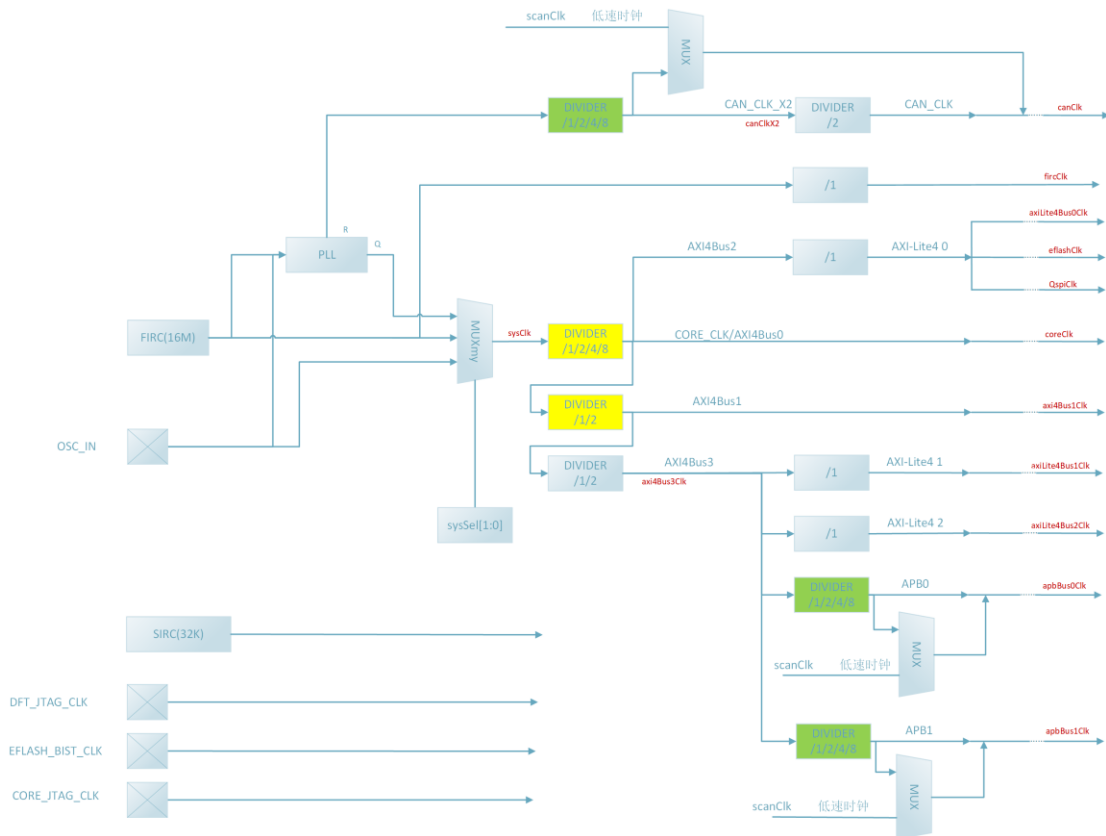 scanClk 低速时钟
MUX
DIVIDER
/1/2/4/8
CAN_CLK_X2
canClkX2
DIVIDER
/2
CAN_CLK
canClk
/1
fircClk
R
Q
PLL
AXI4Bus2
/1
AXI-Lite4 0
axiLite4Bus0Clk
eflashClk
QspiClk
FIRC(16M)
MUXmy
sysClk
DIVIDER
/1/2/4/8
CORE_CLK/AXI4Bus0
coreClk
DIVIDER
/1/2
AXI4Bus1
axi4Bus1Clk
OSC_IN
DIVIDER
/1/2
AXI4Bus3
axi4Bus3Clk
/1
AXI-Lite4 1
axiLite4Bus1Clk
sysSel[1:0]
/1
AXI-Lite4 2
axiLite4Bus2Clk
DIVIDER
/1/2/4/8
APB0
apbBus0Clk
MUX
scanClk 低速时钟
SIRC(32K)
DFT_JTAG_CLK
EFLASH_BIST_CLK
CORE_JTAG_CLK
DIVIDER
/1/2/4/8
APB1
apbBus1Clk
MUX
scanClk 低速时钟